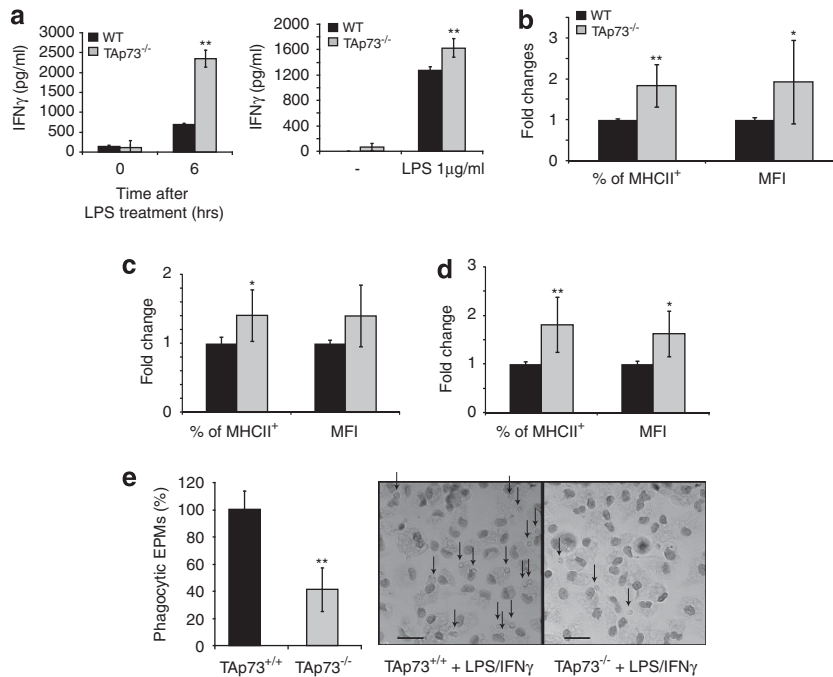 a
WT
TAp73-/-
IFNγ (pg/ml)
3000
2500
2000
1500
1000
500
0
**
0
6
Time after
LPS treatment (hrs)
WT
TAp73-/-
IFNγ (pg/ml)
2000
1600
1200
800
400
0
**
-
LPS 1μg/ml
b
WT
TAp73-/-
Fold changes
3
2
1
0
**
*
% of MHCII+
MFI
c
Fold change
2
1
0
*
% of MHCII+
MFI
d
Fold change
3
2
1
0
**
*
% of MHCII+
MFI
e
Phagocytic EPMs (%)
120
100
80
60
40
20
0
**
TAp73+/+
TAp73-/-
TAp73+/+ + LPS/IFNγ
TAp73-/- + LPS/IFNγ